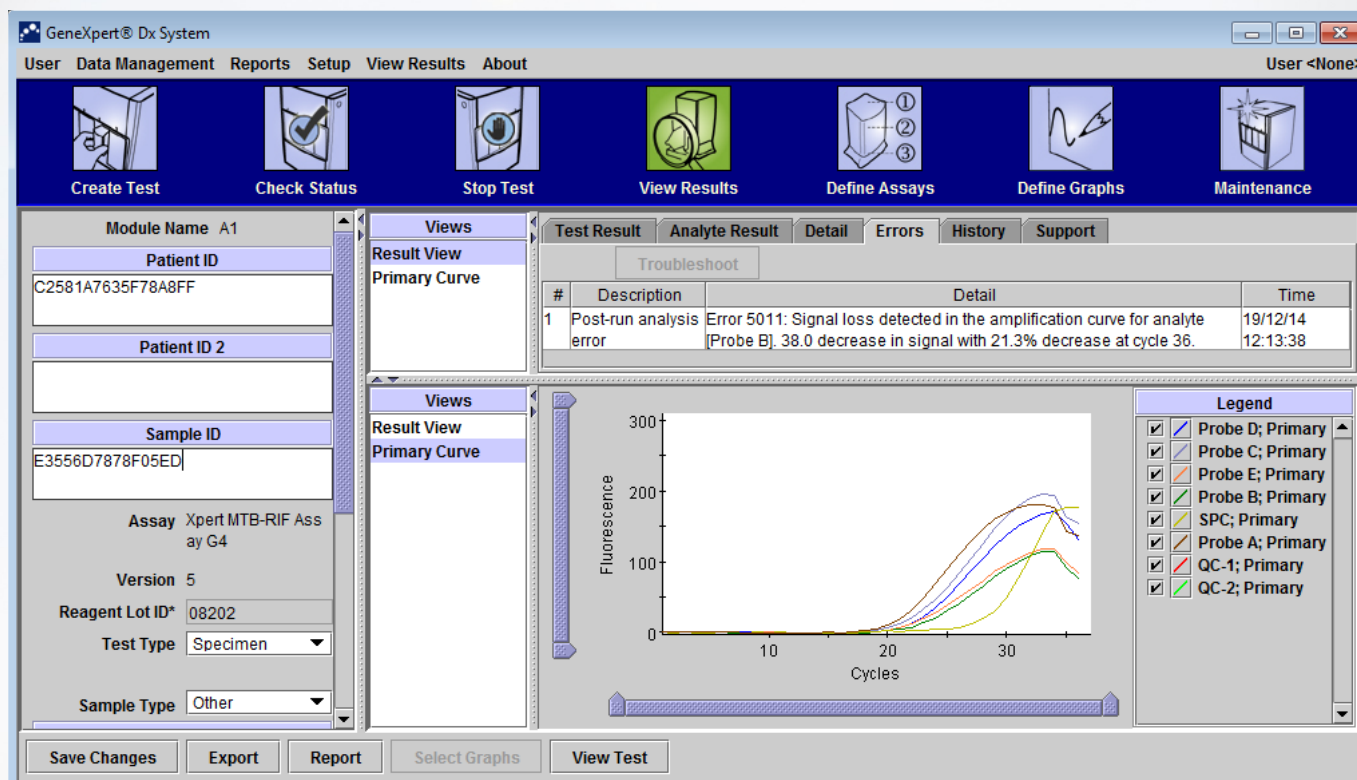 GeneXpert® Dx System
User Data Management Reports Setup View Results About User <None>
Create Test Check Status Stop Test View Results Define Assays Define Graphs Maintenance
Module Name A1
Patient ID
C2581A7635F78A8FF
Patient ID 2
Sample ID
E3556D7878F05ED
Assay Xpert MTB-RIF Ass
ay G4
Version 5
Reagent Lot ID* 08202
Test Type Specimen
Sample Type Other
Views
Result View
Primary Curve
Test Result Analyte Result Detail Errors History Support
Troubleshoot
# Description Detail Time
1 Post-run analysis Error 5011: Signal loss detected in the amplification curve for analyte 19/12/14
error [Probe B]. 38.0 decrease in signal with 21.3% decrease at cycle 36. 12:13:38
Views
Result View
Primary Curve
300
200
100
0
Fluorescence
10 20 30
Cycles
Legend
Probe D; Primary
Probe C; Primary
Probe E; Primary
Probe B; Primary
SPC; Primary
Probe A; Primary
QC-1; Primary
QC-2; Primary
Save Changes Export Report Select Graphs View Test
① 
②
③